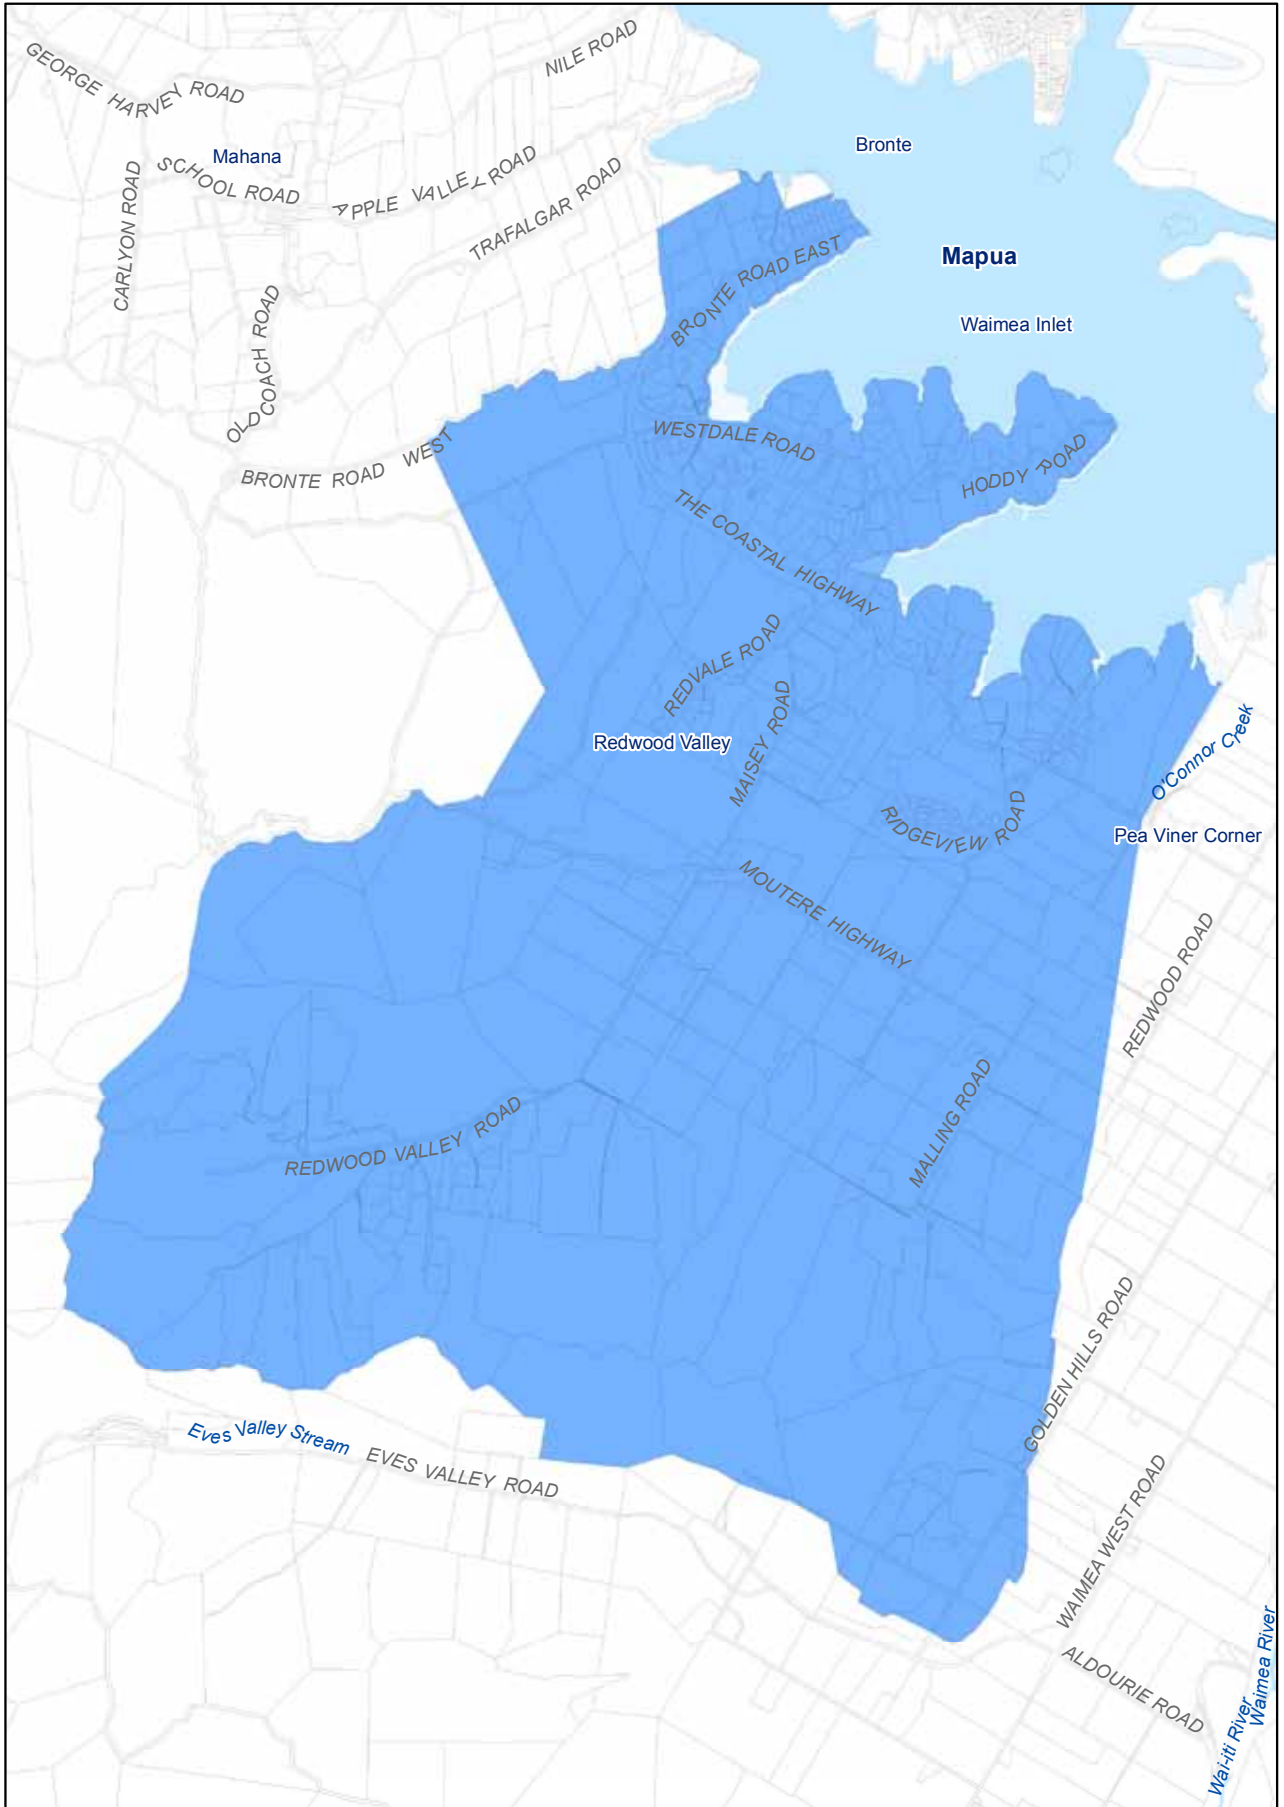 NILE ROAD
GEORGE HARVEY ROAD
Bronte
Mahana
SCHOOL ROAD
APPLE VALLEY ROAD
TRAFALGAR ROAD
CARLYON ROAD
BRONTE ROAD EAST
Mapua
Waimea Inlet
OLD COACH ROAD
BRONTE ROAD WEST
WESTDALE ROAD
HODDY ROAD
THE COASTAL HIGHWAY
REDVALE ROAD
Redwood Valley
MAISEY ROAD
O'Connor Creek
RIDGEVIEW ROAD
Pea Viner Corner
MOUTERE HIGHWAY
REDWOOD ROAD
MALLING ROAD
REDWOOD VALLEY ROAD
GOLDEN HILLS ROAD
Eves Valley Stream
EVES VALLEY ROAD
WAIMEA WEST ROAD
ALDOURIE ROAD
Waimea River
Wai-iti River